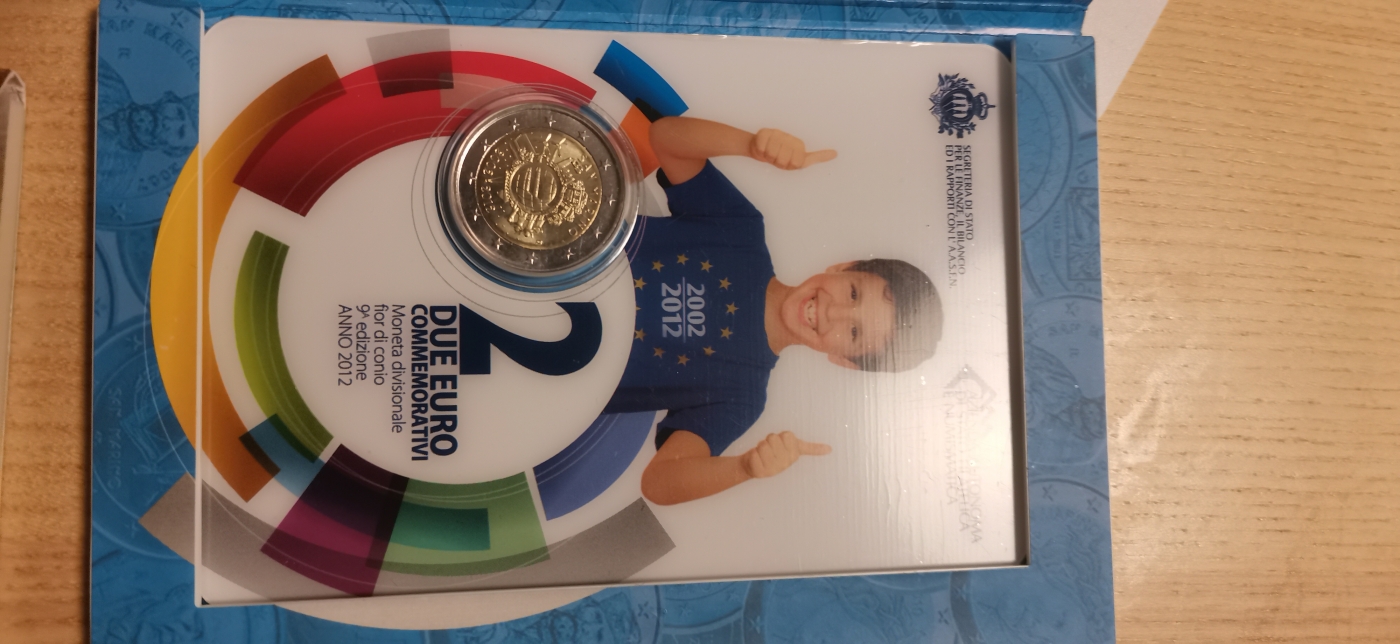 SEGRETERIA DI STATO
PER LE FINANZE, IL BILANCIO
ED I RAPPORTI CON L'A.A.S.F.N.
NUMISMATICA
2002
2012
2
DUE EURO
COMMEMORATIVI
Moneta divisionale
fior di conio
9ª edizione
ANNO 2012